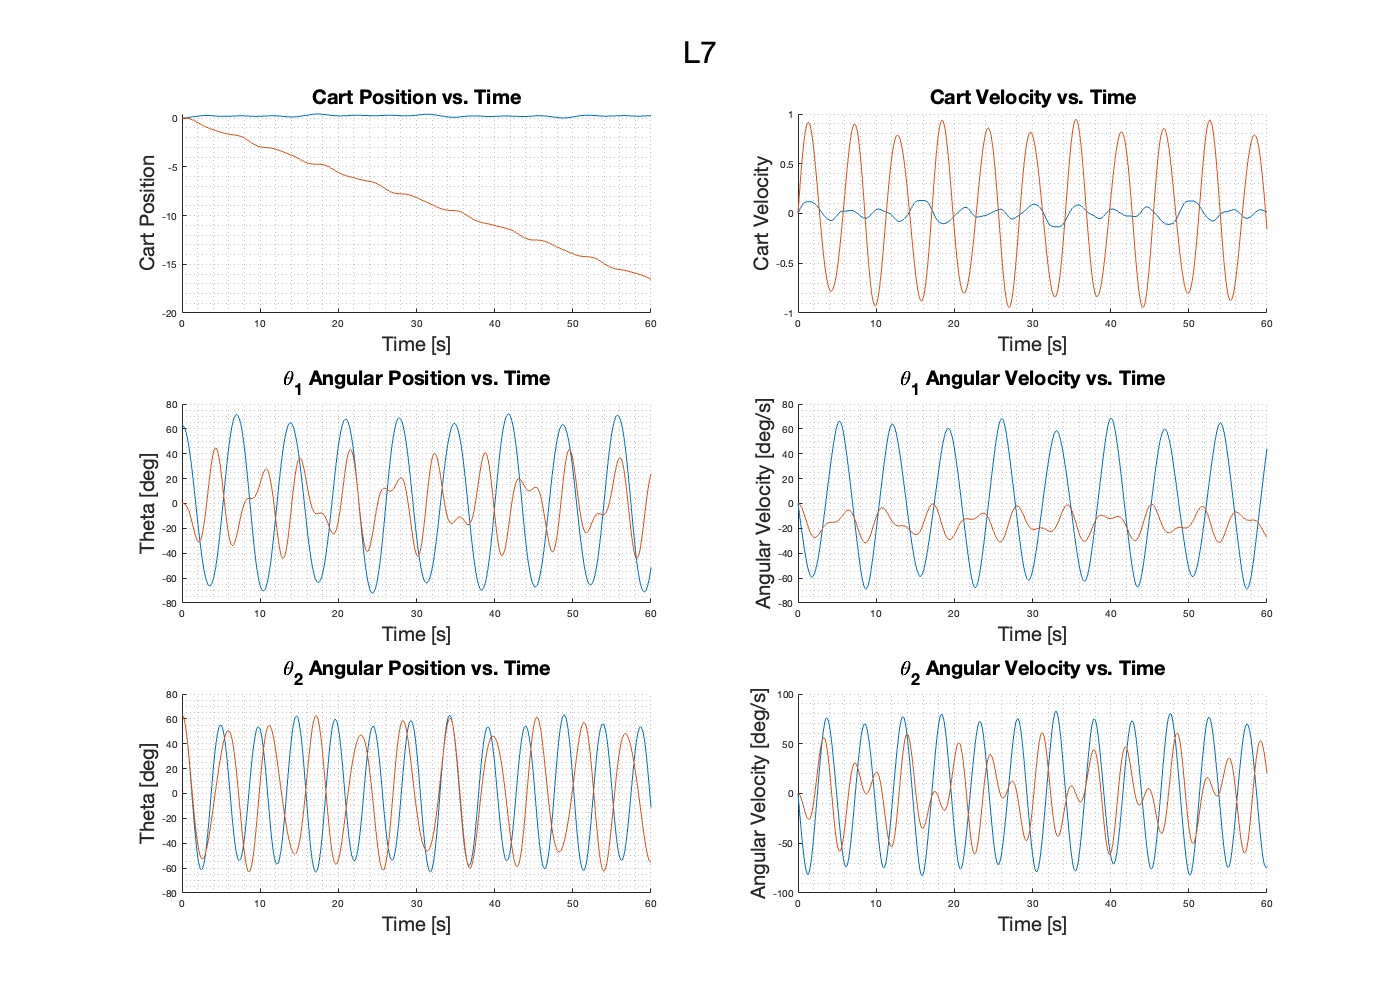 L7
Cart Position vs. Time
Cart Position
0
-5
-10
-15
-20
0 10 20 30 40 50 60
Time [s]
Cart Velocity vs. Time
Cart Velocity
1
0.5
0
-0.5
-1
0 10 20 30 40 50 60
Time [s]
θ1 Angular Position vs. Time
Theta [deg]
80
60
40
20
0
-20
-40
-60
-80
0 10 20 30 40 50 60
Time [s]
θ1 Angular Velocity vs. Time
Angular Velocity [deg/s]
80
60
40
20
0
-20
-40
-60
-80
0 10 20 30 40 50 60
Time [s]
θ2 Angular Position vs. Time
Theta [deg]
80
60
40
20
0
-20
-40
-60
-80
0 10 20 30 40 50 60
Time [s]
θ2 Angular Velocity vs. Time
Angular Velocity [deg/s]
100
50
0
-50
-100
0 10 20 30 40 50 60
Time [s]